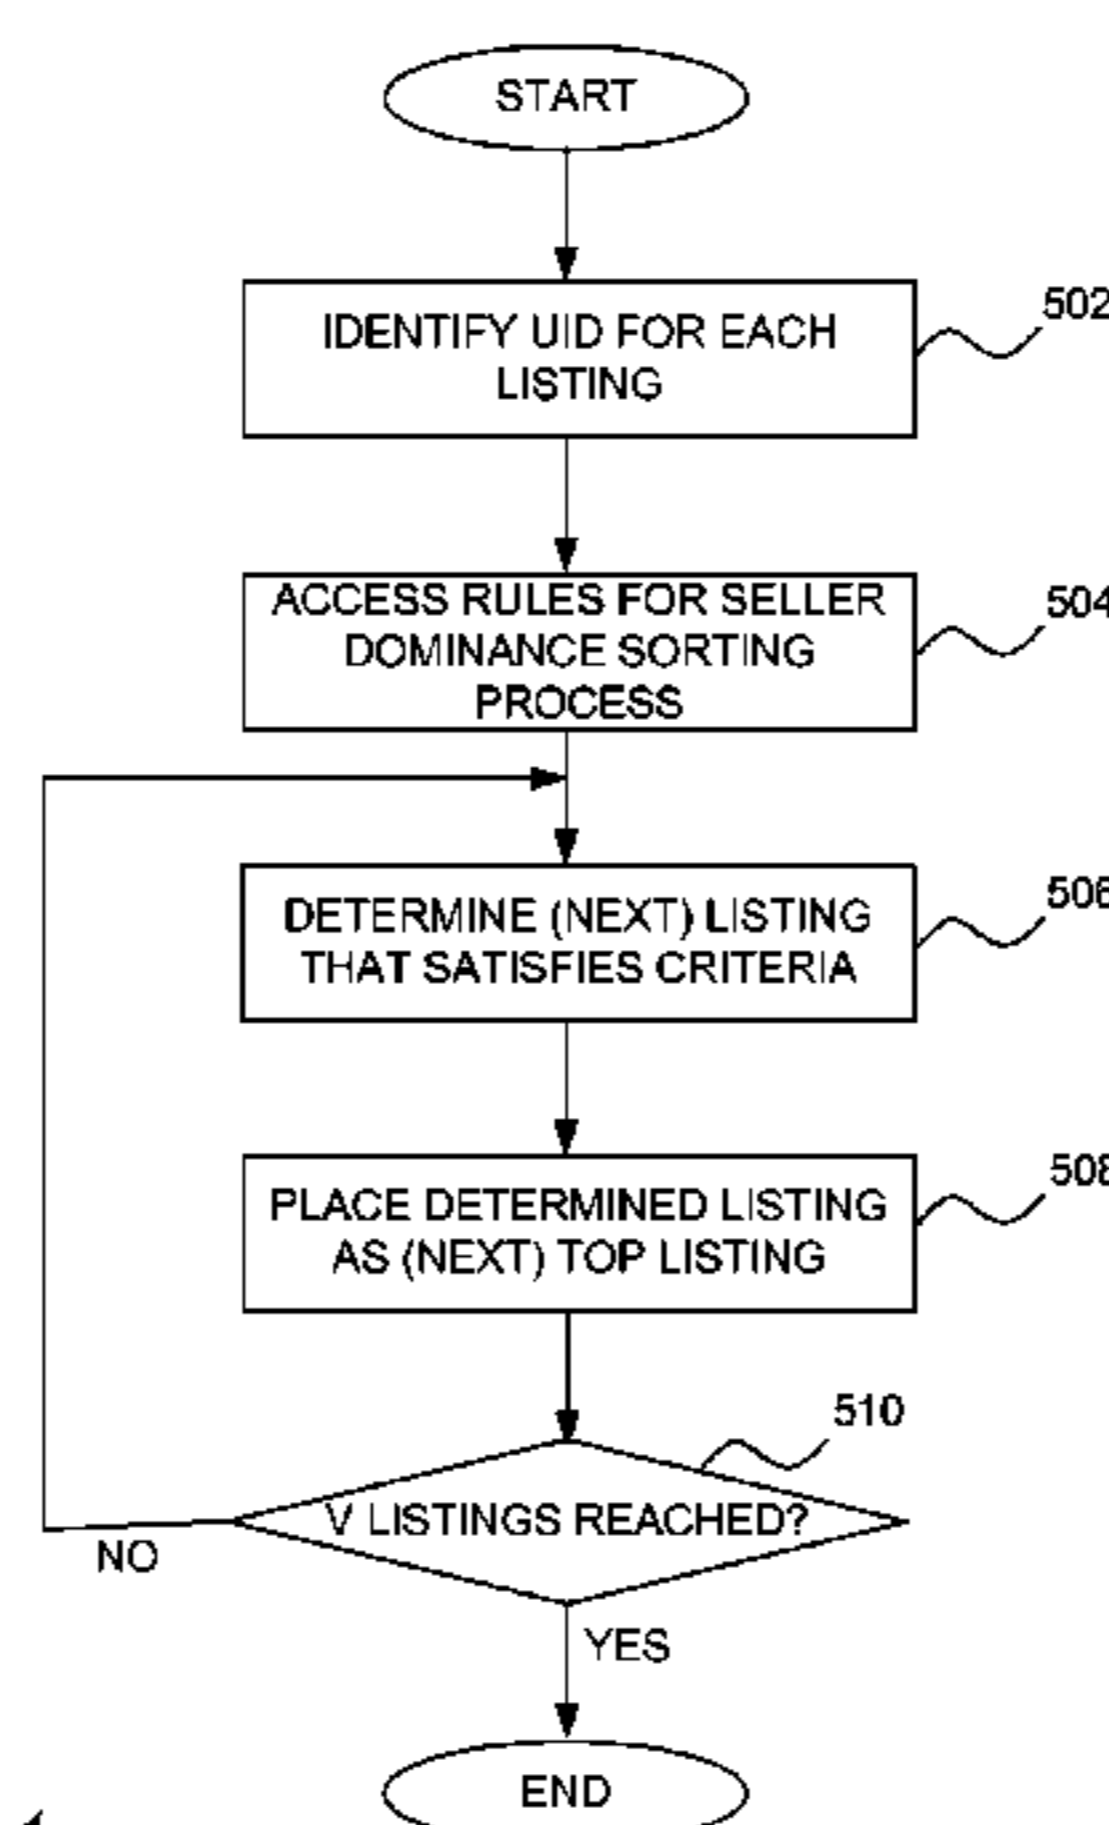 START
IDENTIFY UID FOR EACH
LISTING
502
ACCESS RULES FOR SELLER
DOMINANCE SORTING
PROCESS
504
DETERMINE (NEXT) LISTING
THAT SATISFIES CRITERIA
506
PLACE DETERMINED LISTING
AS (NEXT) TOP LISTING
508
510
V LISTINGS REACHED?
NO
YES
END